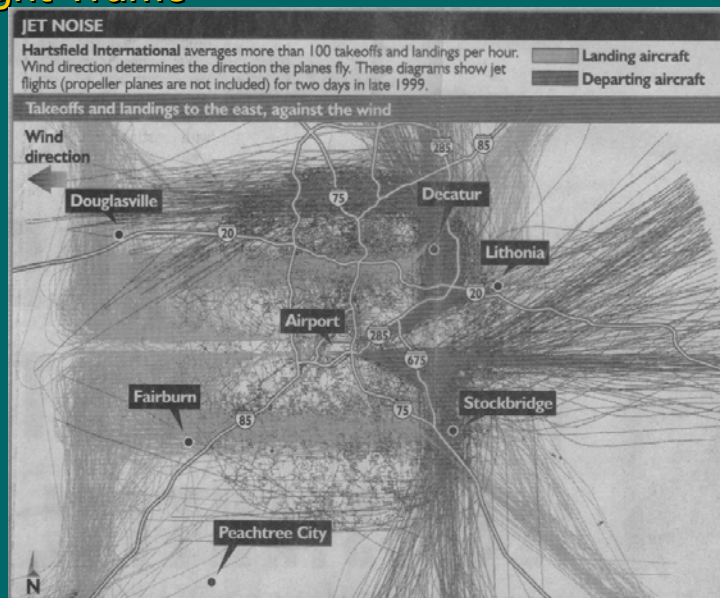 JET NOISE
Hartsfield International averages more than 100 takeoffs and landings per hour.
Wind direction determines the direction the planes fly. These diagrams show jet
flights (propeller planes are not included) for two days in late 1999.
Landing aircraft
Departing aircraft
Takeoffs and landings to the east, against the wind
Wind
direction
285
85
75
Decatur
Douglasville
20
Lithonia
20
Airport
285
675
Fairburn
75
Stockbridge
85
Peachtree City
N